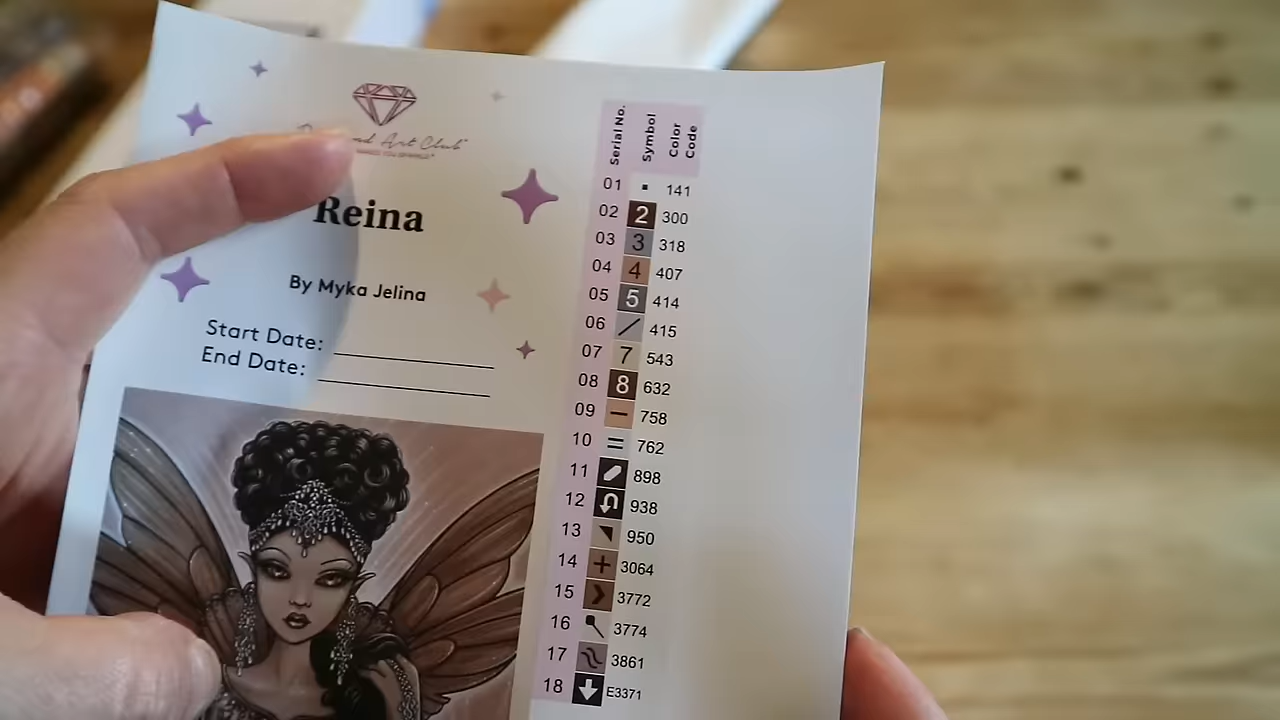 Art Club
Reina
By Myka Jelina
Start Date:
End Date:
Serial No. Symbol Color Code
01 141
02 2 300
03 3 318
04 4 407
05 5 414
06 415
07 7 543
08 8 632
09 758
10 762
11 898
12 938
13 950
14 3064
15 3772
16 3774
17 3861
18 E3371